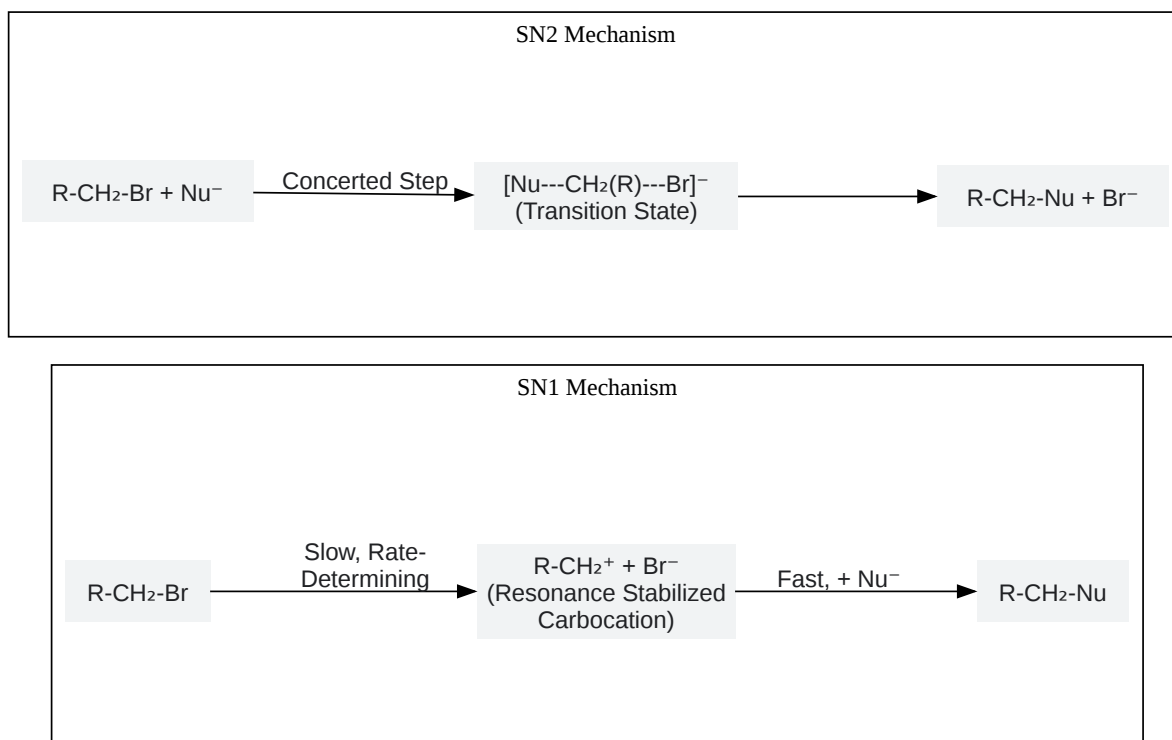 SN2 Mechanism
R-CH₂-Br + Nu⁻
Concerted Step
[Nu---CH₂(R)---Br]⁻
(Transition State)
R-CH₂-Nu + Br⁻
SN1 Mechanism
R-CH₂-Br
Slow, Rate-
Determining
R-CH₂⁺ + Br⁻
(Resonance Stabilized
Carbocation)
Fast, + Nu⁻
R-CH₂-Nu